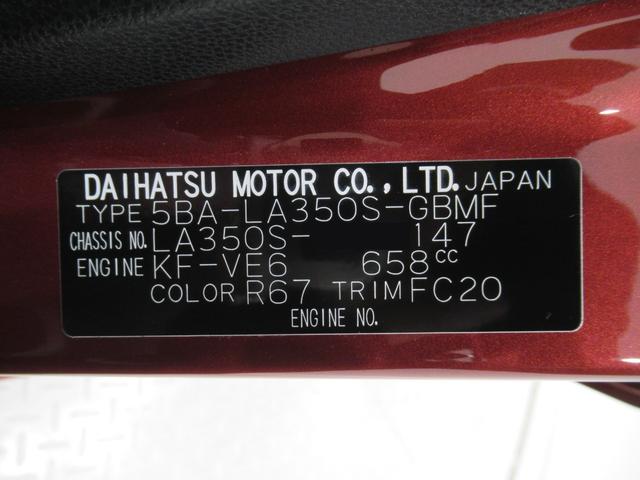 DAIHATSU MOTOR CO., LTD. JAPAN
TYPE 5BA-LA350S-GBMF
CHASSIS NO. LA350S- 147
ENGINE KF-VE6 658cc
COLOR R67 TRIM FC20
ENGINE NO.